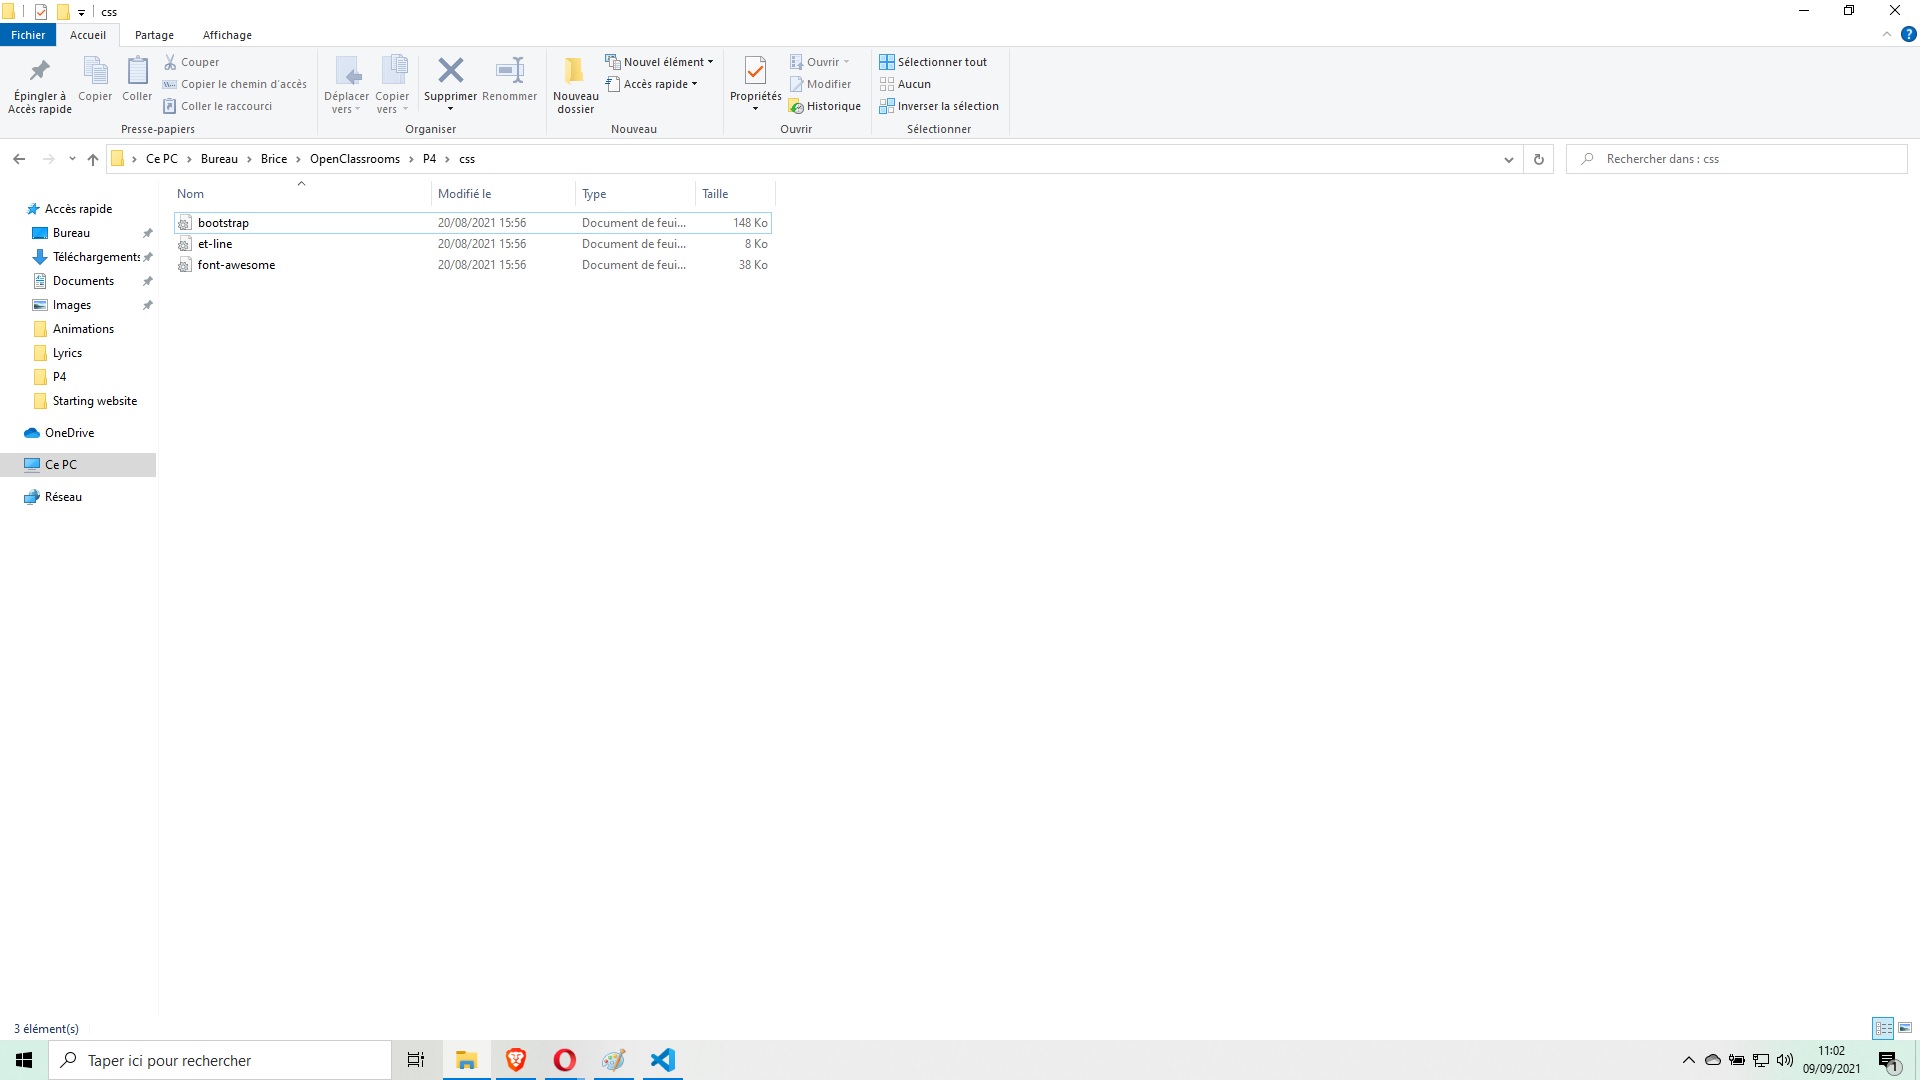 css
Fichier Accueil Partage Affichage
Épingler à
Accès rapide
Copier
Coller
Couper
Copier le chemin d'accès
Coller le raccourci
Presse-papiers
Déplacer
vers
Copier
vers
Supprimer
Renommer
Organiser
Nouveau
dossier
Nouvel élément
Accès rapide
Nouveau
Propriétés
Ouvrir
Modifier
Historique
Ouvrir
Sélectionner tout
Aucun
Inverser la sélection
Sélectionner
Ce PC > Bureau > Brice > OpenClassrooms > P4 > css
Rechercher dans : css
Accès rapide
Bureau
Téléchargements
Documents
Images
Animations
Lyrics
P4
Starting website
OneDrive
Ce PC
Réseau
Nom Modifié le Type Taille
bootstrap 20/08/2021 15:56 Document de feui... 148 Ko
et-line 20/08/2021 15:56 Document de feui... 8 Ko
font-awesome 20/08/2021 15:56 Document de feui... 38 Ko
3 élément(s)
Taper ici pour rechercher
11:02
09/09/2021
1